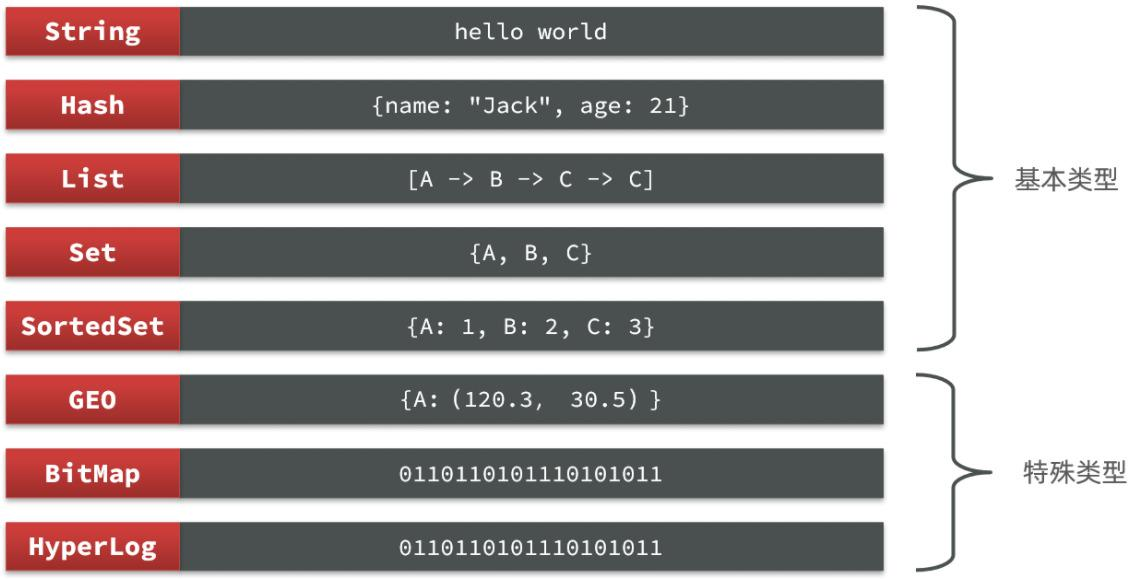 String hello world
Hash {name: "Jack", age: 21}
List [A -> B -> C -> C]
Set {A, B, C}
SortedSet {A: 1, B: 2, C: 3}
基本类型
GEO {A: (120.3, 30.5) }
BitMap 0110110101110101011
特殊类型
HyperLog 0110110101110101011